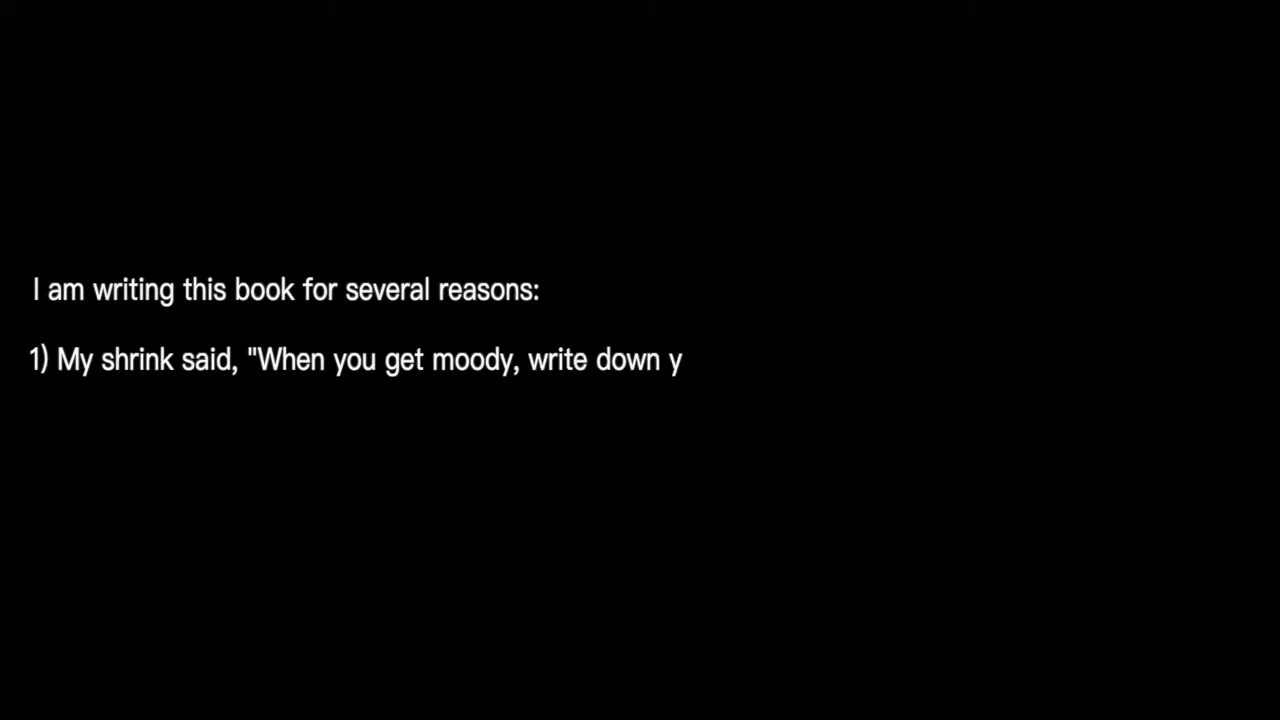 I am writing this book for several reasons:
1) My shrink said, "When you get moody, write down y